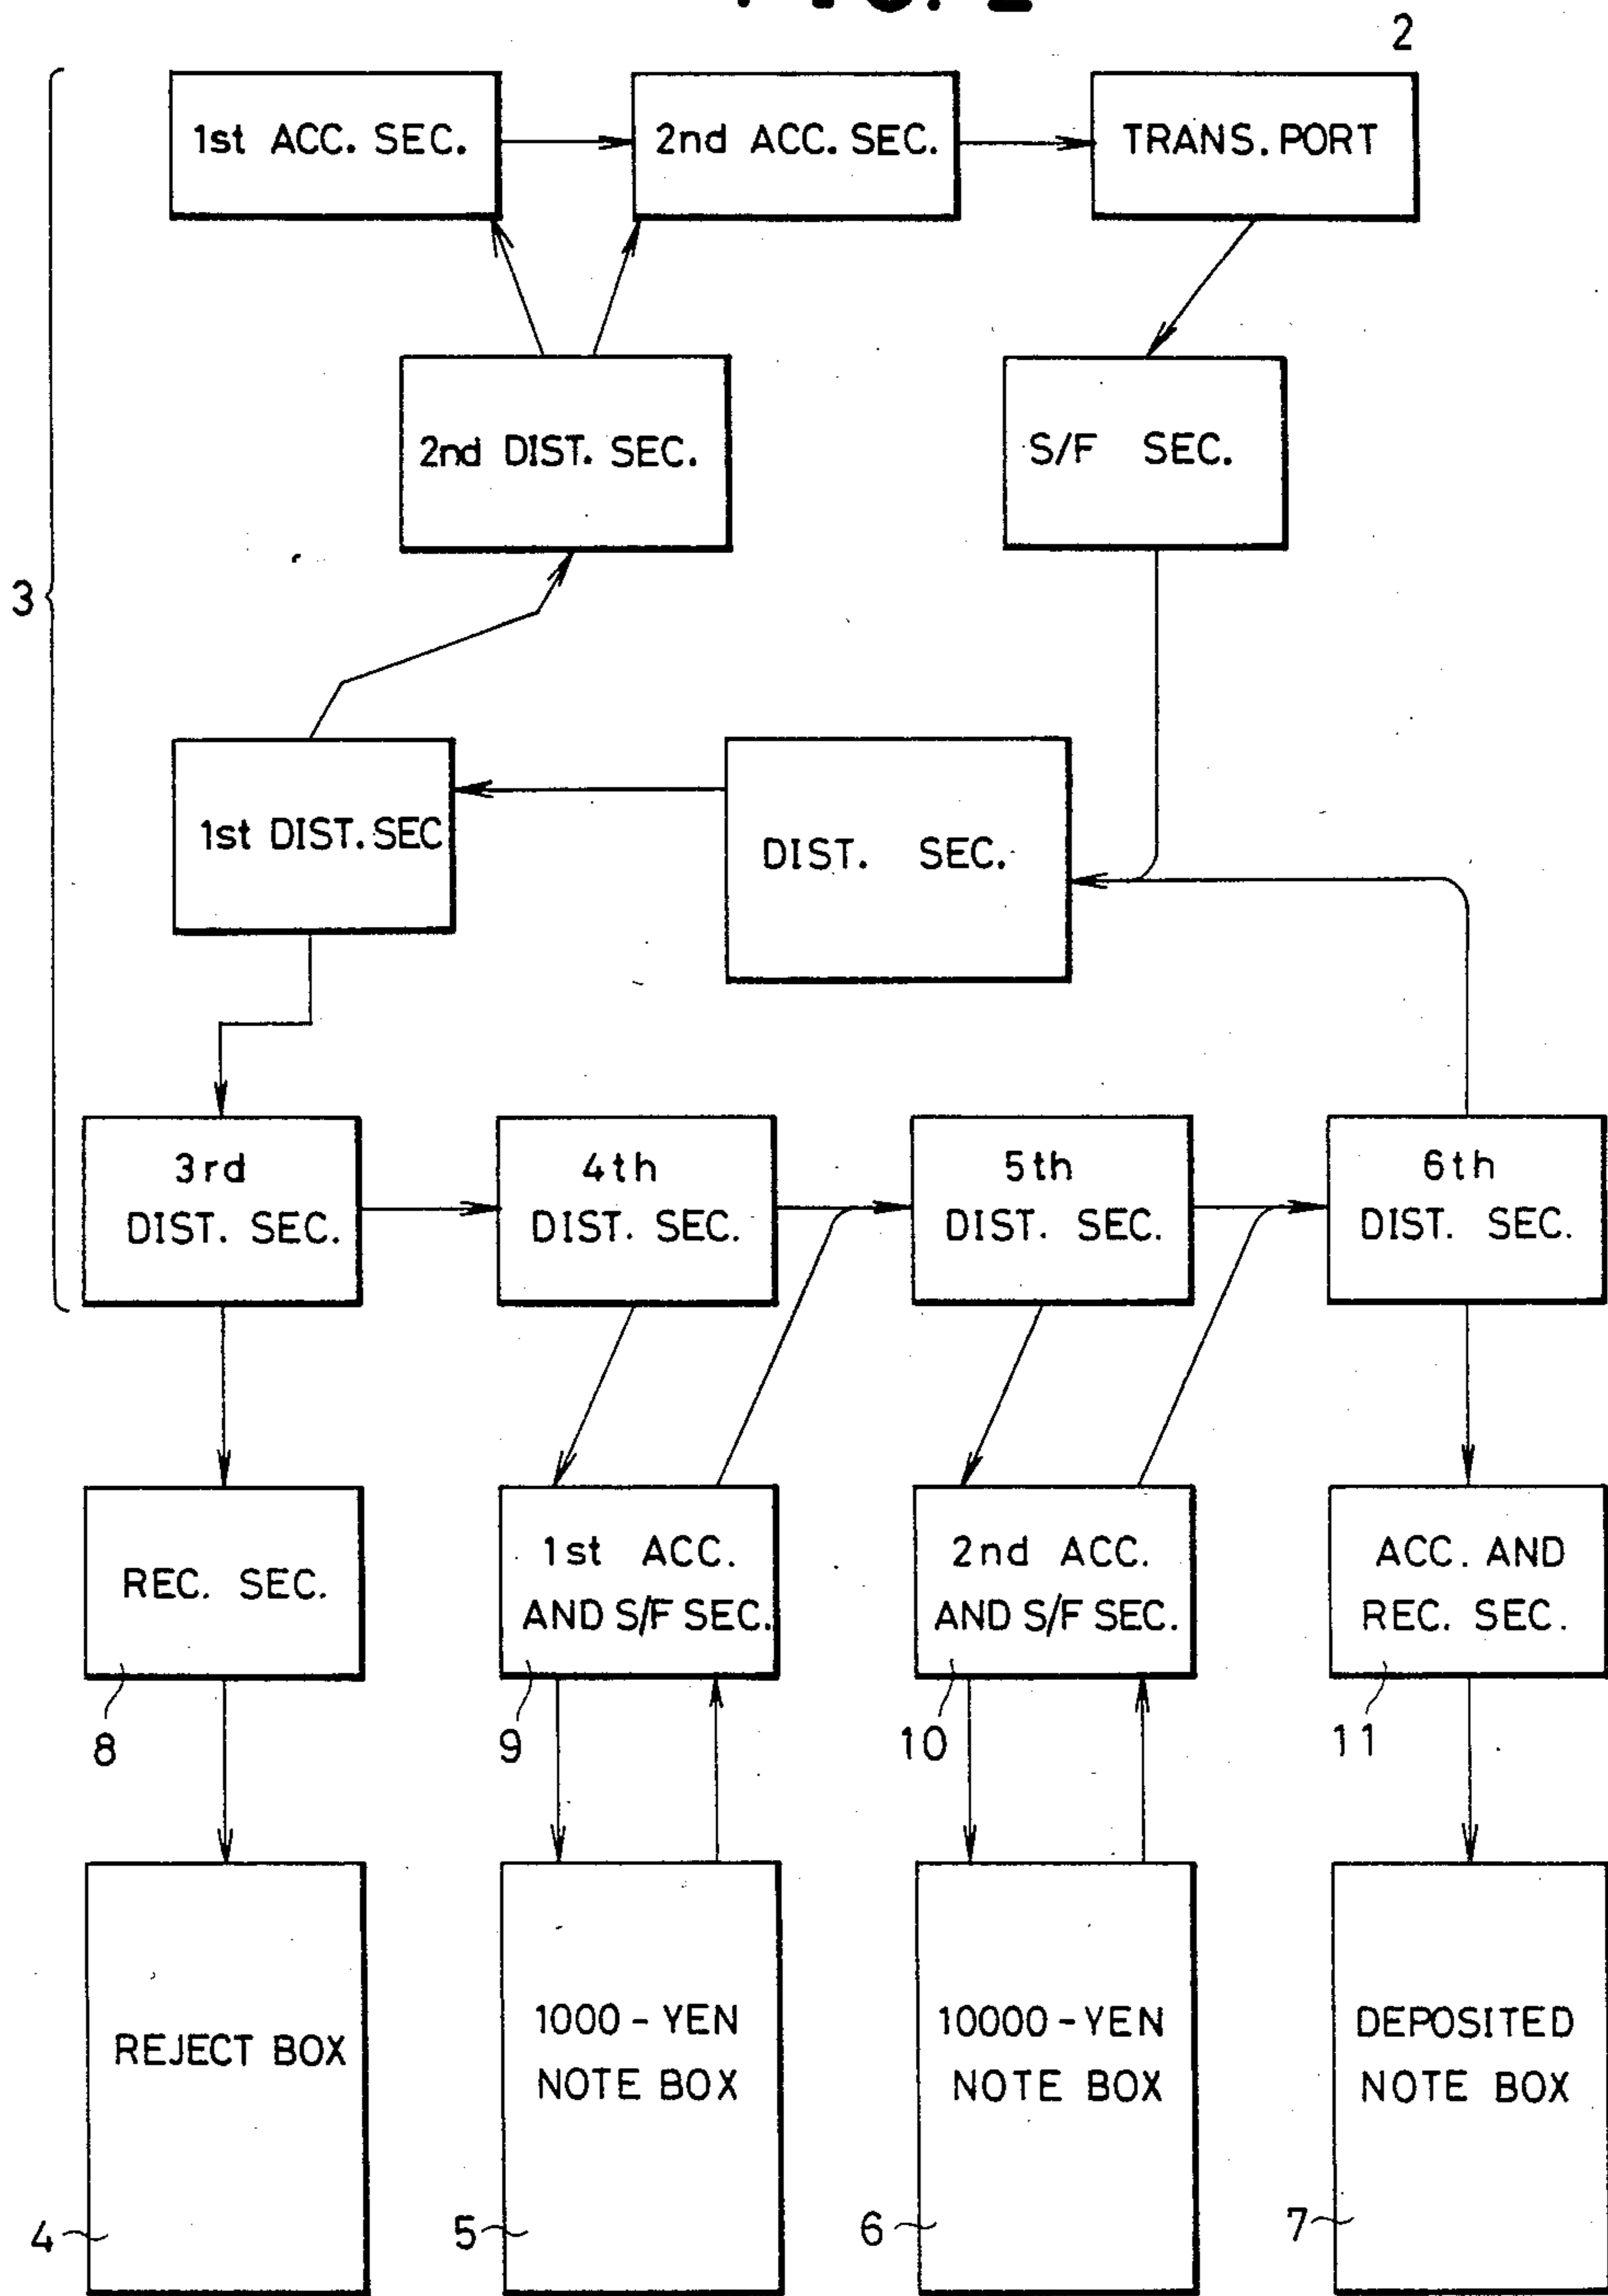 2
1st ACC. SEC.
2nd ACC. SEC.
TRANS. PORT
2nd DIST. SEC.
S/F SEC.
3
1st DIST. SEC
DIST. SEC.
3rd
DIST. SEC.
4th
DIST. SEC.
5th
DIST. SEC.
6th
DIST. SEC.
REC. SEC.
1st ACC.
AND S/F SEC.
2nd ACC.
AND S/F SEC.
ACC. AND
REC. SEC.
8
9
10
11
REJECT BOX
1000-YEN
NOTE BOX
10000-YEN
NOTE BOX
DEPOSITED
NOTE BOX
4
5
6
7